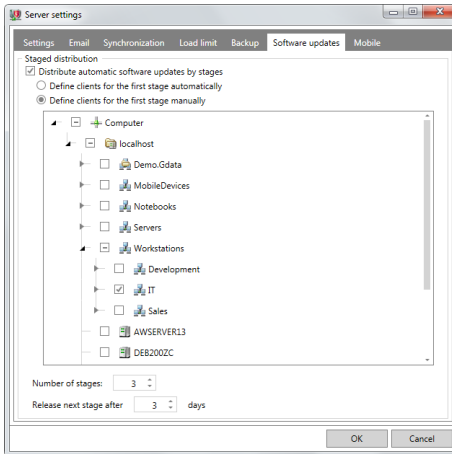 Server settings
Settings Email Synchronization Load limit Backup Software updates Mobile
Staged distribution
Distribute automatic software updates by stages
Define clients for the first stage automatically
Define clients for the first stage manually
Computer
localhost
Demo.Gdata
MobileDevices
Notebooks
Servers
Workstations
Development
IT
Sales
AWSERVER13
DEB200ZC
Number of stages: 3
Release next stage after 3 days
OK Cancel